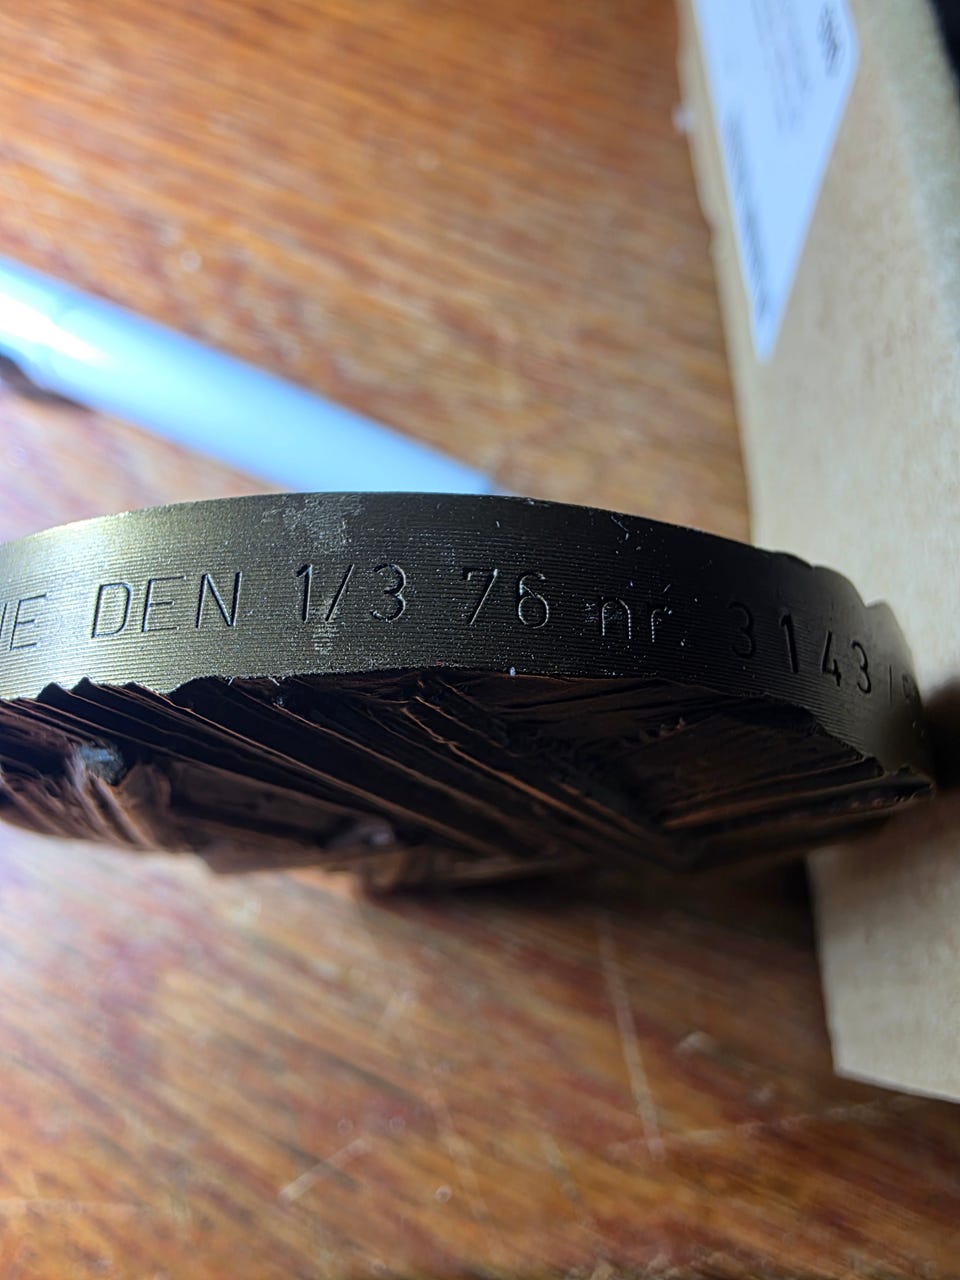 DEN 1/3 76 nr. 3143/